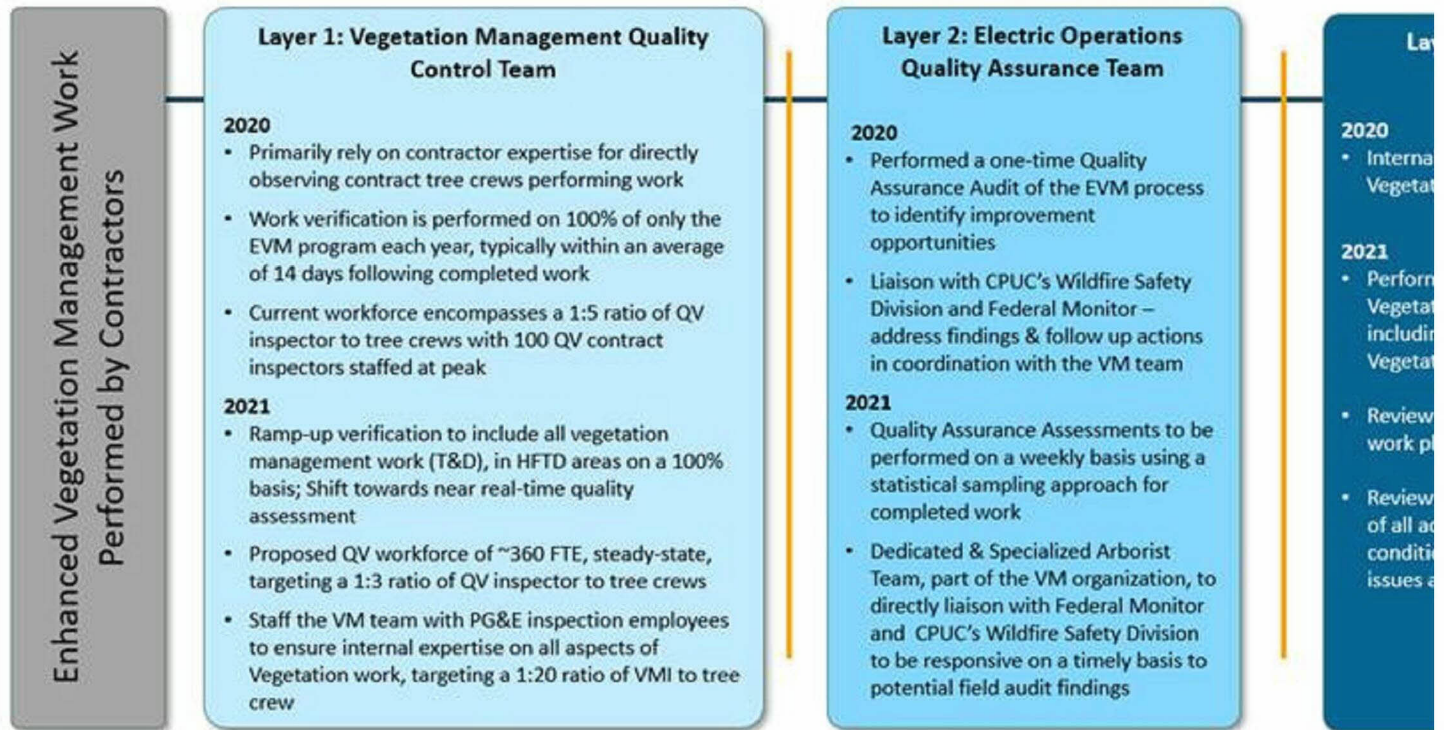 Enhanced Vegetation Management Work
Performed by Contractors
Layer 1: Vegetation Management Quality
Control Team
2020
• Primarily rely on contractor expertise for directly
observing contract tree crews performing work
• Work verification is performed on 100% of only the
EVM program each year, typically within an average
of 14 days following completed work
• Current workforce encompasses a 1:5 ratio of QV
inspector to tree crews with 100 QV contract
inspectors staffed at peak
2021
• Ramp-up verification to include all vegetation
management work (T&D), in HFTD areas on a 100%
basis; Shift towards near real-time quality
assessment
• Proposed QV workforce of ~360 FTE, steady-state,
targeting a 1:3 ratio of QV inspector to tree crews
• Staff the VM team with PG&E inspection employees
to ensure internal expertise on all aspects of
Vegetation work, targeting a 1:20 ratio of VMI to tree
crew
Layer 2: Electric Operations
Quality Assurance Team
2020
• Performed a one-time Quality
Assurance Audit of the EVM process
to identify improvement
opportunities
• Liaison with CPUC's Wildfire Safety
Division and Federal Monitor –
address findings & follow up actions
in coordination with the VM team
2021
• Quality Assurance Assessments to be
performed on a weekly basis using a
statistical sampling approach for
completed work
• Dedicated & Specialized Arborist
Team, part of the VM organization, to
directly liaison with Federal Monitor
and CPUC's Wildfire Safety Division
to be responsive on a timely basis to
potential field audit findings
2020
2021
• Review
work
• Review
of all
issues